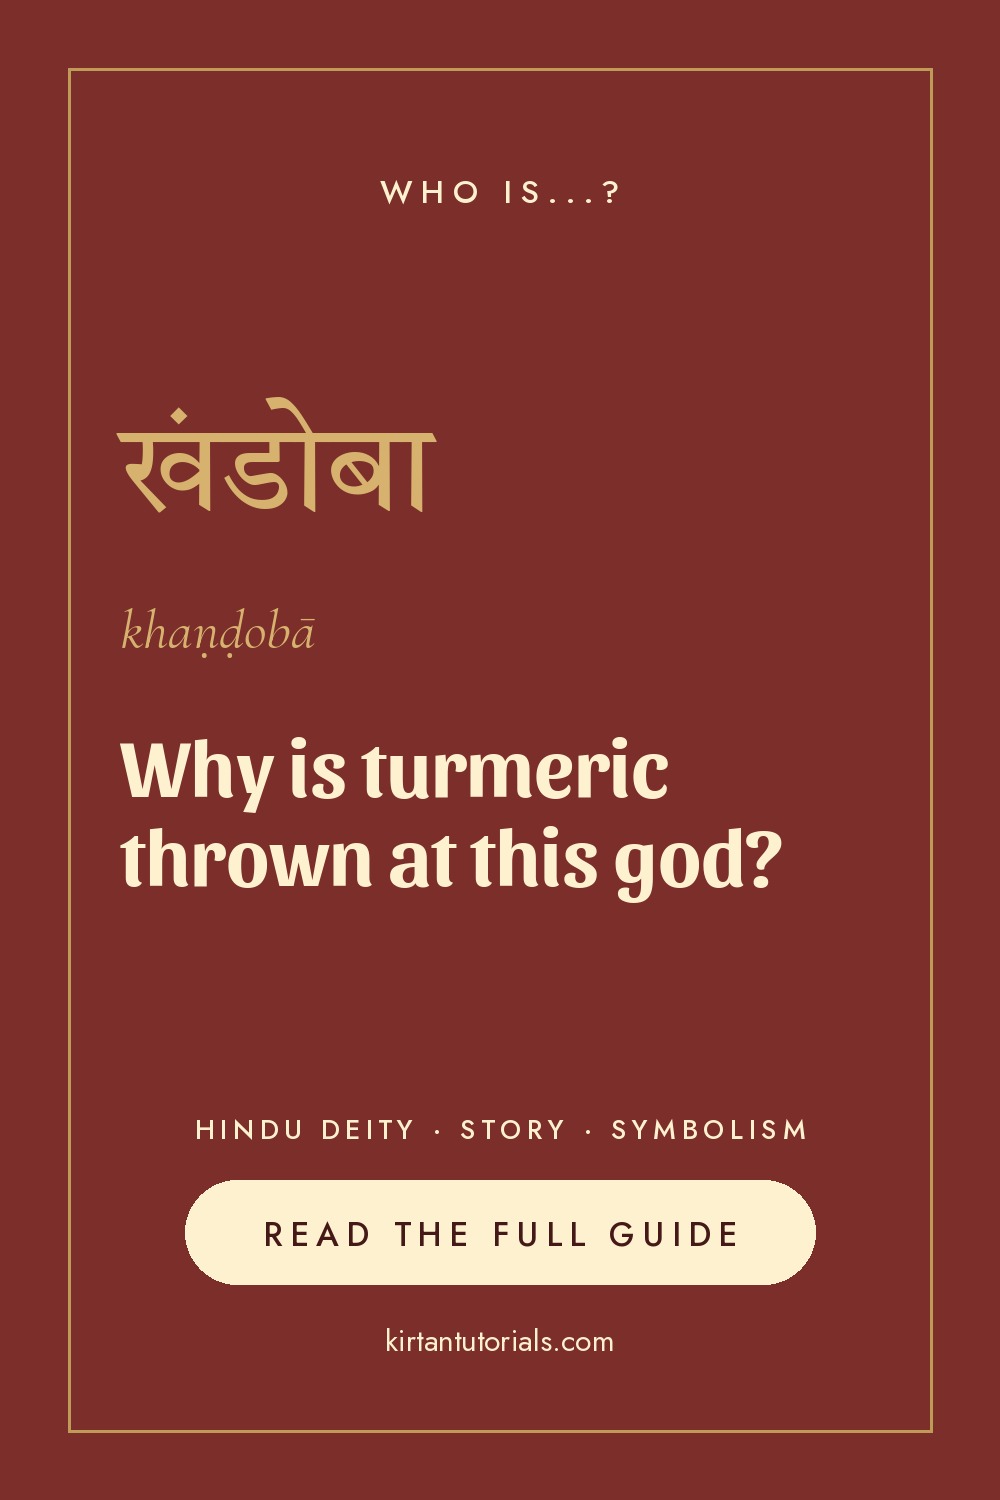 WHO IS...?
खंडोबा
khaṇḍobā
Why is turmeric
thrown at this god?
HINDU DEITY · STORY · SYMBOLISM
READ THE FULL GUIDE
kirtantutorials.com